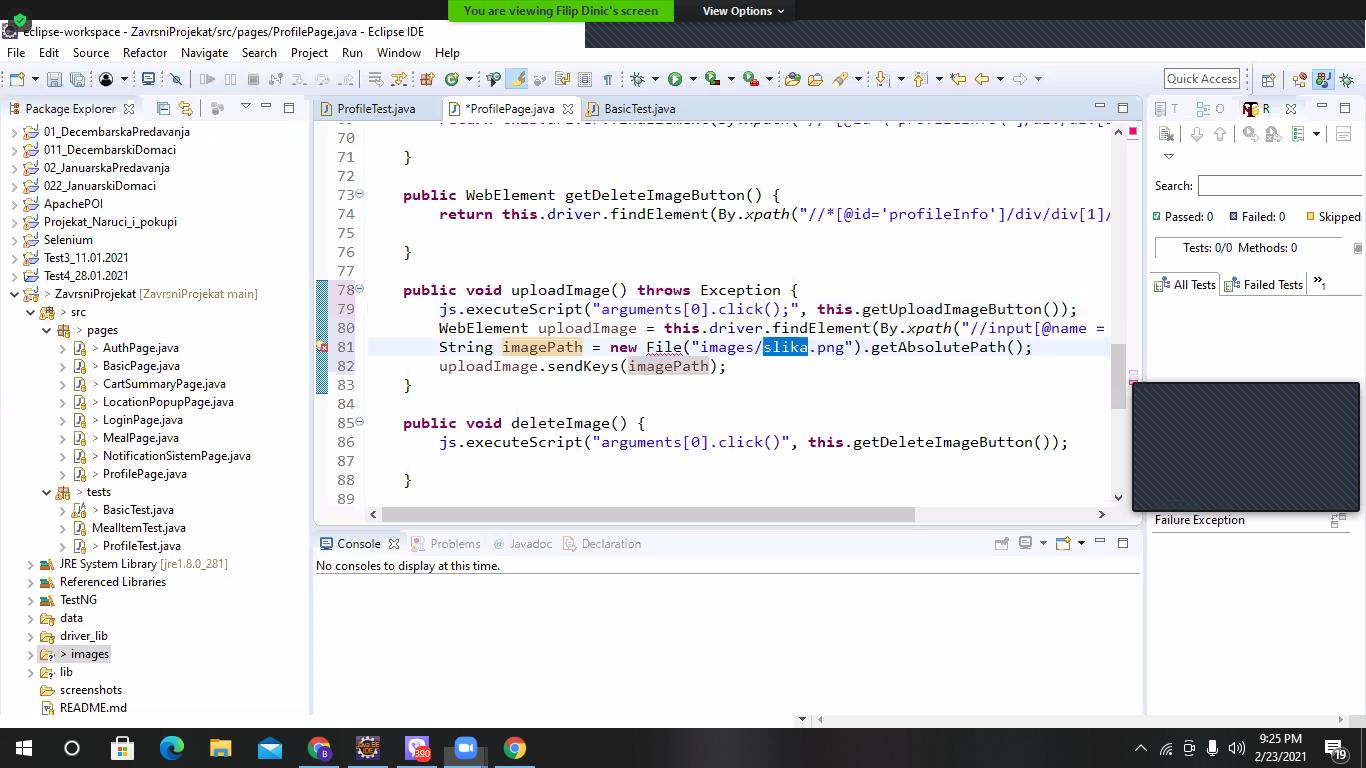 You are viewing Filip Dinic's screen View Options
eclipse-workspace - ZavrsniProjekat/src/pages/ProfilePage.java - Eclipse IDE
File Edit Source Refactor Navigate Search Project Run Window Help
Quick Access
Package Explorer
ProfileTest.java *ProfilePage.java BasicTest.java
T O R
01_DecembarskaPredavanja
011_DecembarskiDomaci
02_JanuarskaPredavanja
022_JanuarskiDomaci
ApachePOI
Projekat_Naruci_i_pokupi
Selenium
Test3_11.01.2021
Test4_28.01.2021
> ZavrsniProjekat [ZavrsniProjekat main]
> src
> pages
> AuthPage.java
> BasicPage.java
> CartSummaryPage.java
> LocationPopupPage.java
> LoginPage.java
> MealPage.java
> NotificationSistemPage.java
> ProfilePage.java
> tests
> BasicTest.java
MealItemTest.java
> ProfileTest.java
JRE System Library [jre1.8.0_281]
Referenced Libraries
TestNG
data
driver_lib
> images
lib
screenshots
README.md
70
71 }
72
73 public WebElement getDeleteImageButton() {
74 return this.driver.findElement(By.xpath("//*[@id='profileInfo']/div/div[1]/
75
76 }
77
78 public void uploadImage() throws Exception {
79 js.executeScript("arguments[0].click();", this.getUploadImageButton());
80 WebElement uploadImage = this.driver.findElement(By.xpath("//input[@name =
81 String imagePath = new File("images/slika.png").getAbsolutePath();
82 uploadImage.sendKeys(imagePath);
83 }
84
85 public void deleteImage() {
86 js.executeScript("arguments[0].click()", this.getDeleteImageButton());
87
88 }
89
Search:
Passed: 0 Failed: 0 Skipped
Tests: 0/0 Methods: 0
All Tests Failed Tests »1
Failure Exception
Console Problems @ Javadoc Declaration
No consoles to display at this time.
B 390
9:25 PM
2/23/2021
19